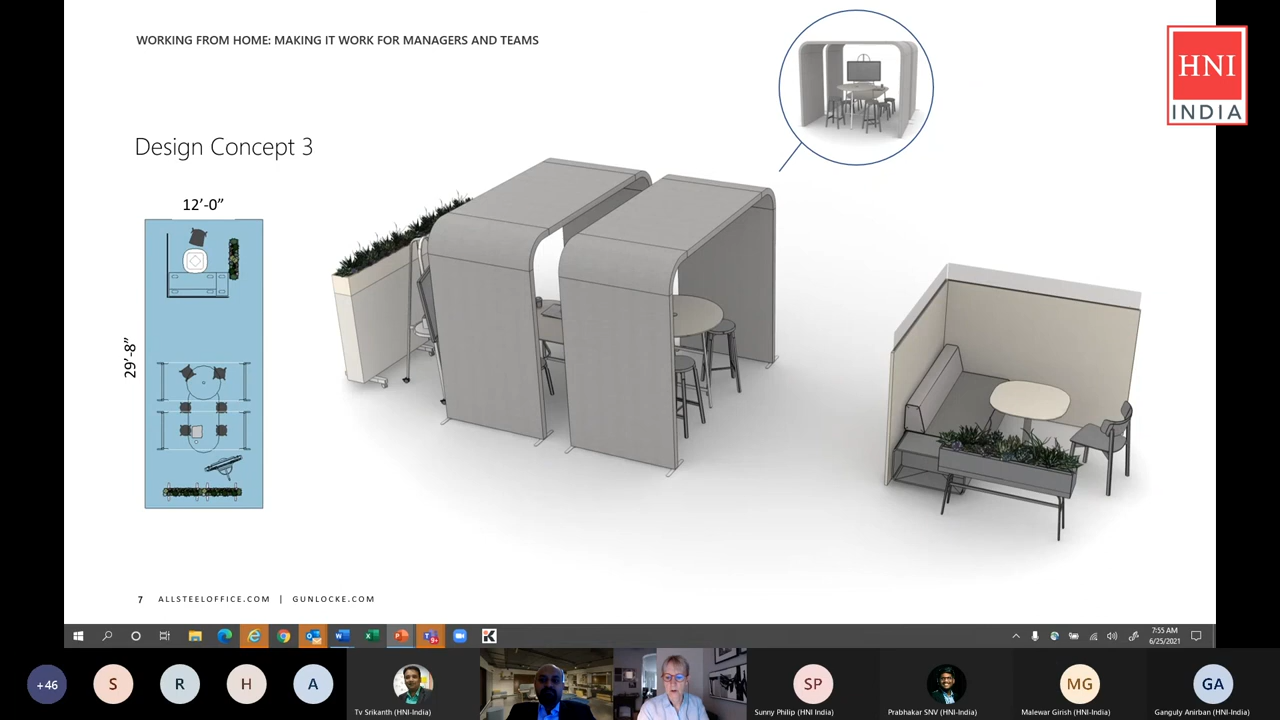 WORKING FROM HOME: MAKING IT WORK FOR MANAGERS AND TEAMS
HNI
INDIA
Design Concept 3
12’-0”
29’-8”
7 ALLSTEELOFFICE.COM | GUNLOCKE.COM
7:55 AM
6/25/2021
+46
S
R
H
A
SP
MG
GA
Tv Srikanth (HNI-India)
Sunny Philip (HNI India)
Prabhakar SNV (HNI-India)
Malewar Girish (HNI-India)
Ganguly Anirban (HNI-India)